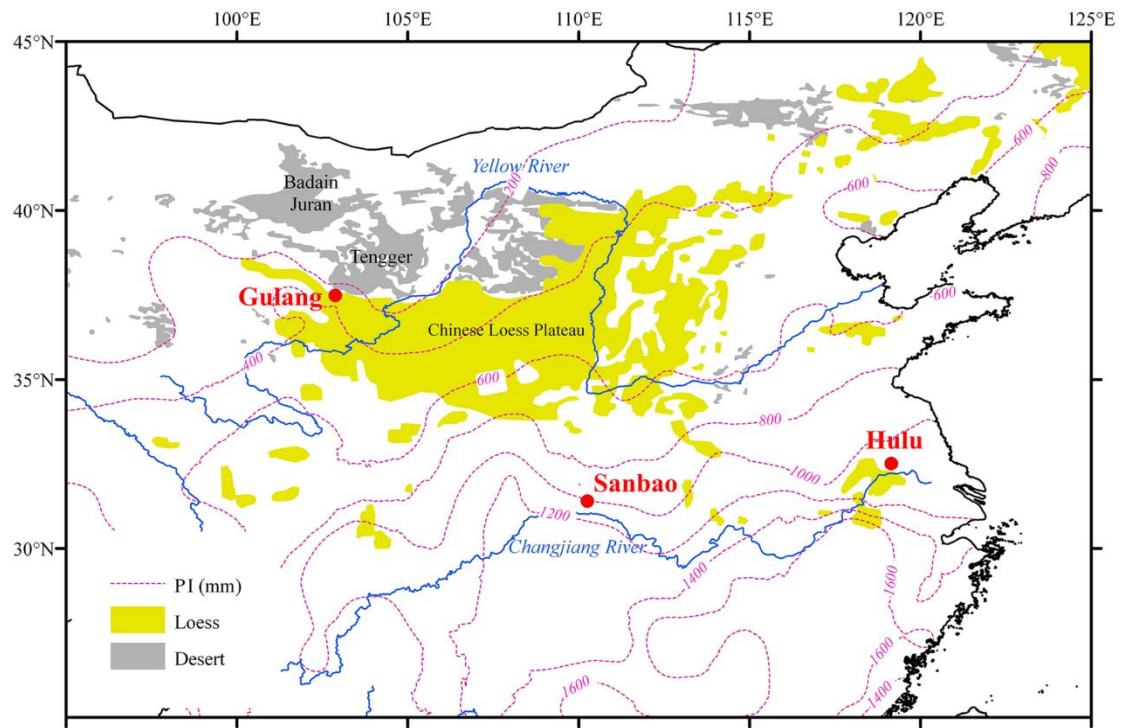 100°E 105°E 110°E 115°E 120°E 125°E
45°N
600
Yellow River
200
Badain
Juran
600
800
40°N
Tengger
Gulang
600
Chinese Loess Plateau
400
35°N
600
800
Hulu
1000
Sanbao
1200
Changjiang River
30°N
1400
1600
PI (mm)
Loess
Desert
1600
1600
1400